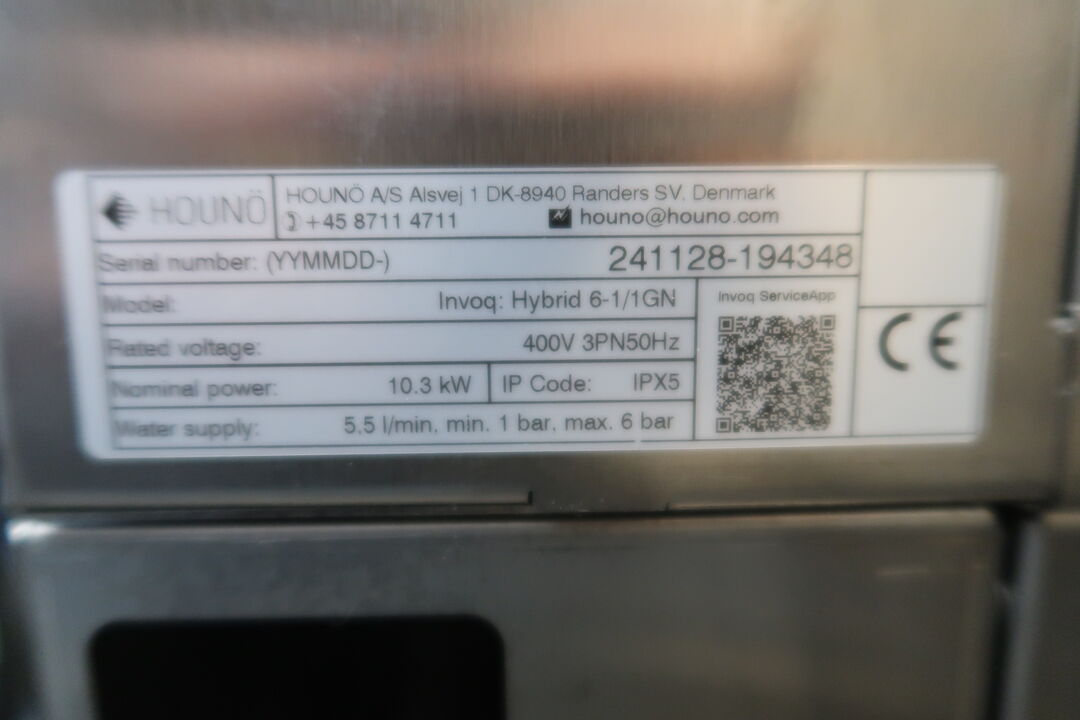 HOUNÖ
HOUNÖ A/S Alsvej 1 DK-8940 Randers SV, Denmark
+45 8711 4711 houno@houno.com
Serial number: (YYMMDD-) 241128-194348
Model: Invoq: Hybrid 6-1/1GN
Invoq ServiceApp
Rated voltage: 400V 3PN50Hz
CE
Nominal power: 10.3 kW IP Code: IPX5
Water supply: 5.5 l/min, min. 1 bar, max. 6 bar